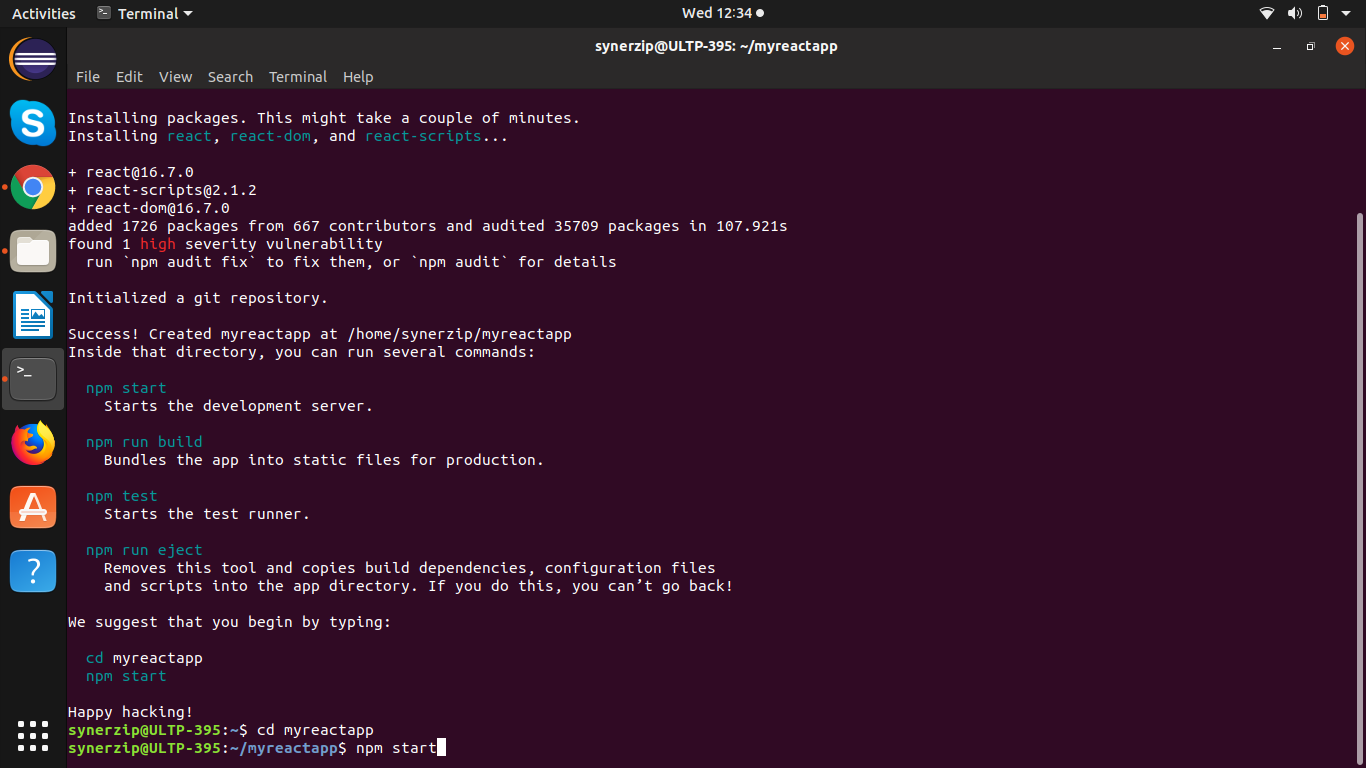 Activities Terminal Wed 12:34
synerzip@ULTP-395: ~/myreactapp
File Edit View Search Terminal Help
Installing packages. This might take a couple of minutes.
Installing react, react-dom, and react-scripts...
+ react@16.7.0
+ react-scripts@2.1.2
+ react-dom@16.7.0
added 1726 packages from 667 contributors and audited 35709 packages in 107.921s
found 1 high severity vulnerability
  run `npm audit fix` to fix them, or `npm audit` for details
Initialized a git repository.
Success! Created myreactapp at /home/synerzip/myreactapp
Inside that directory, you can run several commands:
  npm start
    Starts the development server.
  npm run build
    Bundles the app into static files for production.
  npm test
    Starts the test runner.
  npm run eject
    Removes this tool and copies build dependencies, configuration files
    and scripts into the app directory. If you do this, you can’t go back!
We suggest that you begin by typing:
  cd myreactapp
  npm start
Happy hacking!
synerzip@ULTP-395:~$ cd myreactapp
synerzip@ULTP-395:~/myreactapp$ npm start